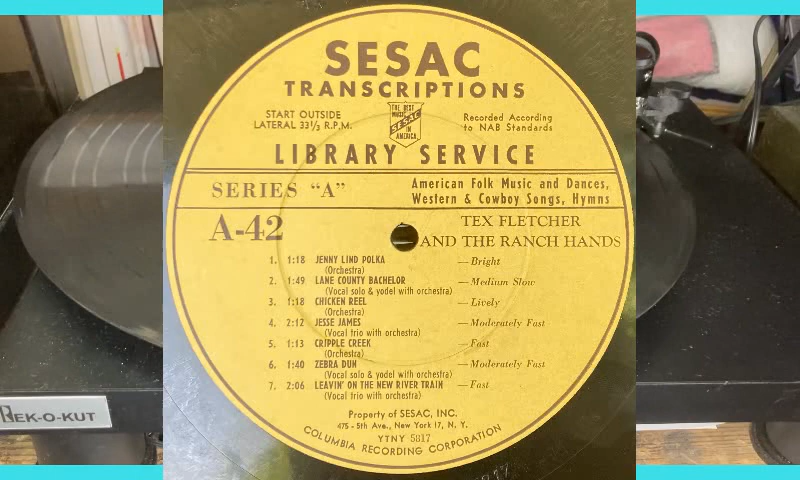 SESAC
TRANSCRIPTIONS
START OUTSIDE
LATERAL 33⅓ R.P.M.
THE BEST
MUSIC
SESAC
IN
AMERICA
Recorded According
to NAB Standards
LIBRARY SERVICE
SERIES "A"
American Folk Music and Dances,
Western & Cowboy Songs, Hymns
A-42
TEX FLETCHER
AND THE RANCH HANDS
1. 1:18 JENNY LIND POLKA —Bright
(Orchestra)
2. 1:49 LANE COUNTY BACHELOR —Medium Slow
(Vocal solo & yodel with orchestra)
3. 1:18 CHICKEN REEL —Lively
(Orchestra)
4. 2:12 JESSE JAMES —Moderately Fast
(Vocal trio with orchestra)
5. 1:13 CRIPPLE CREEK —Fast
(Orchestra)
6. 1:40 ZEBRA DUN —Moderately Fast
(Vocal solo & yodel with orchestra)
7. 2:06 LEAVIN' ON THE NEW RIVER TRAIN —Fast
(Vocal trio with orchestra)
Property of SESAC, INC.
475 - 5th Ave., New York 17, N. Y.
YTNY 5817
COLUMBIA RECORDING CORPORATION
REK-O-KUT